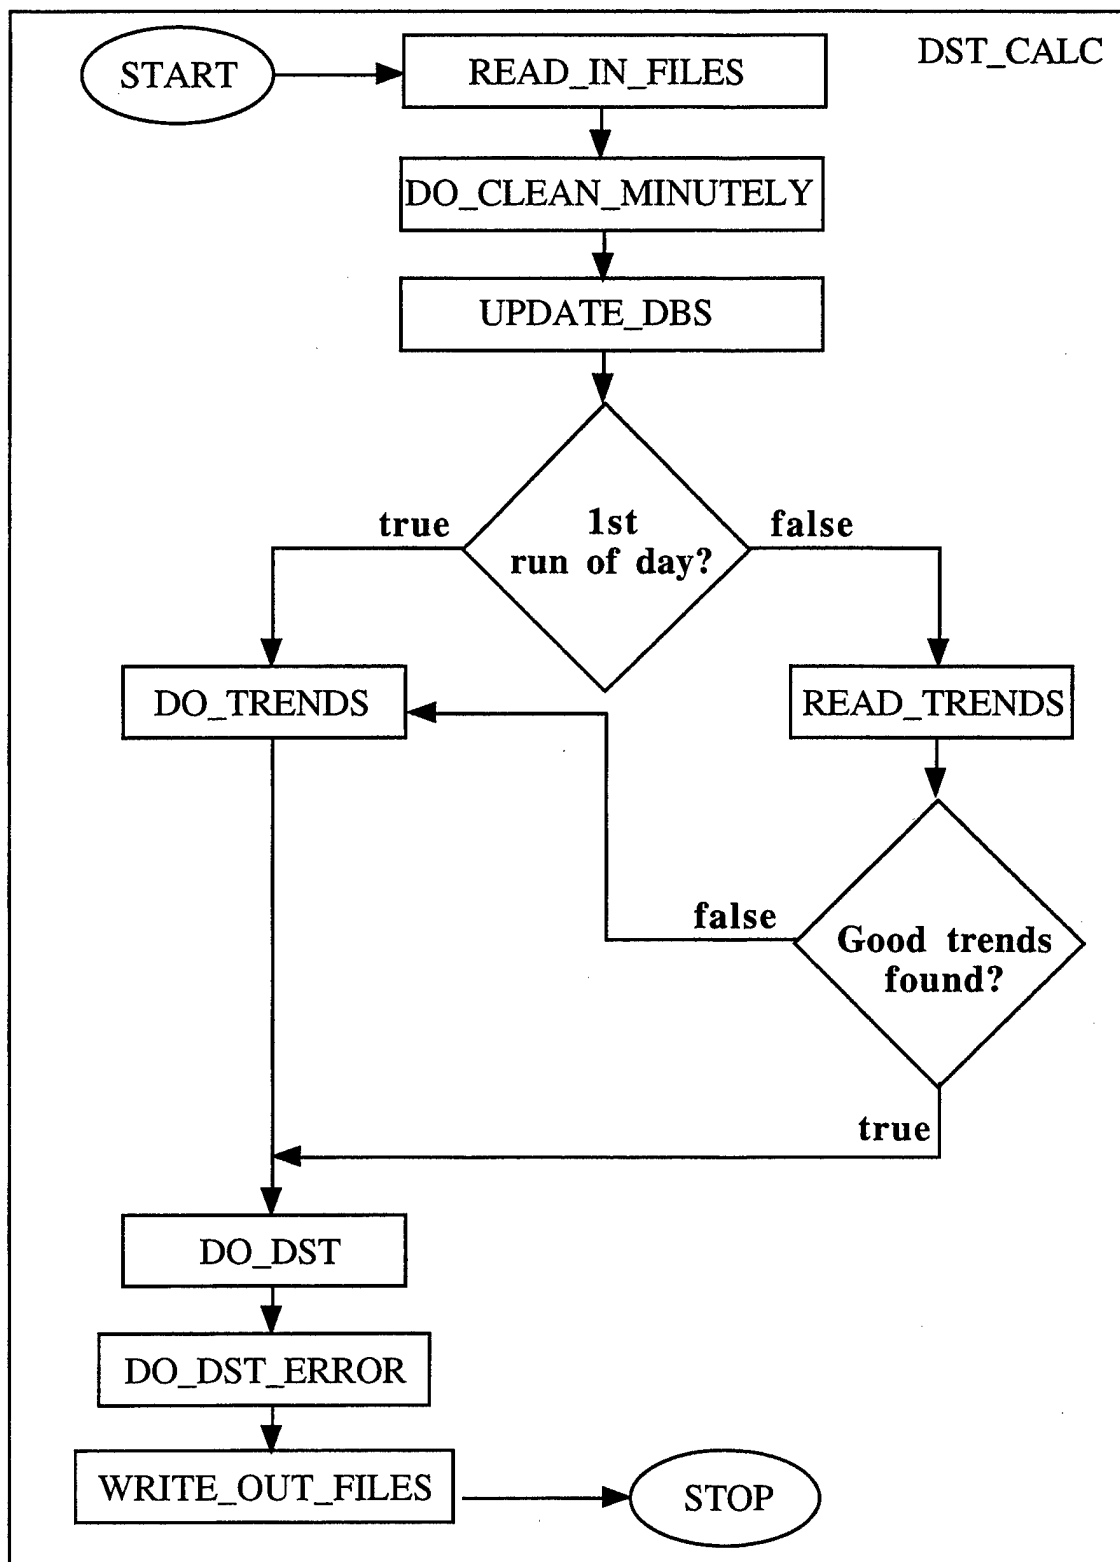 START
READ_IN_FILES
DST_CALC
DO_CLEAN_MINUTELY
UPDATE_DBS
true
1st
run of day?
false
DO_TRENDS
READ_TRENDS
false
Good trends
found?
true
DO_DST
DO_DST_ERROR
WRITE_OUT_FILES
STOP